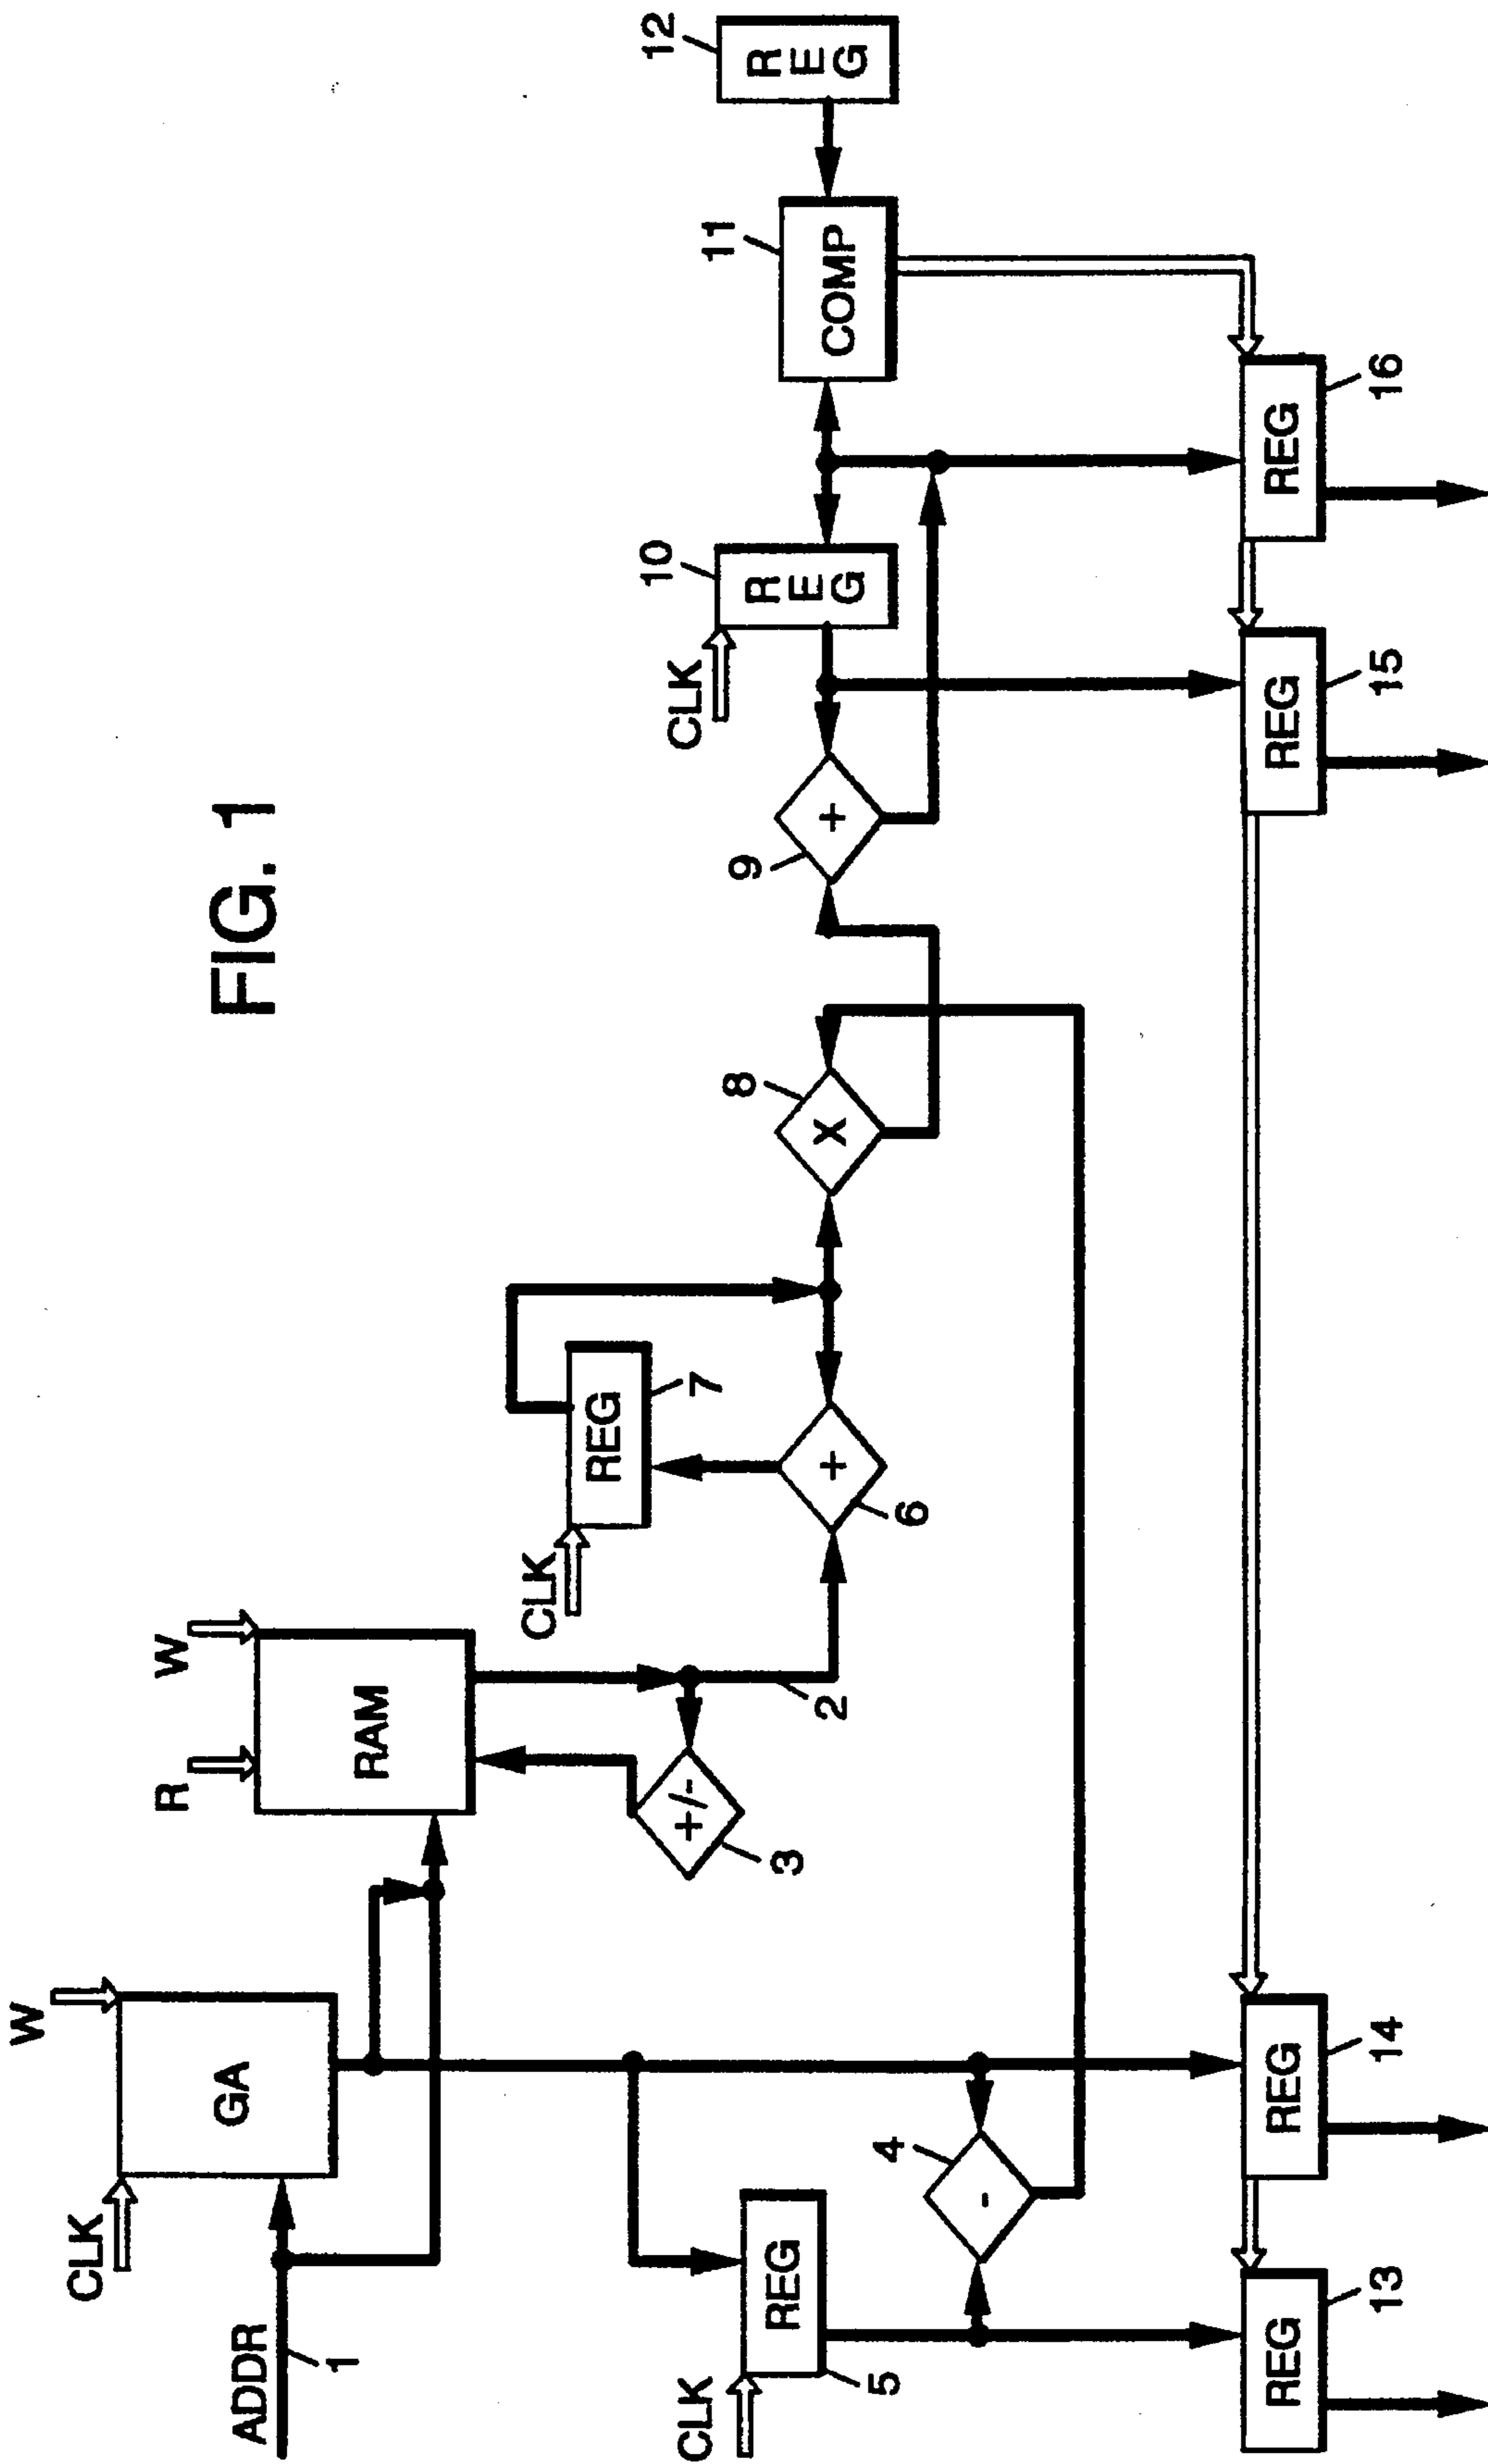 FIG. 1
ADDR
1
CLK
W
GA
R
W
RAM
2
+/-
3
CLK
REG
5
-
4
CLK
REG
7
+
6
X
8
+
9
CLK
REG
10
COMP
11
REG
12
REG
13
REG
14
REG
15
REG
16